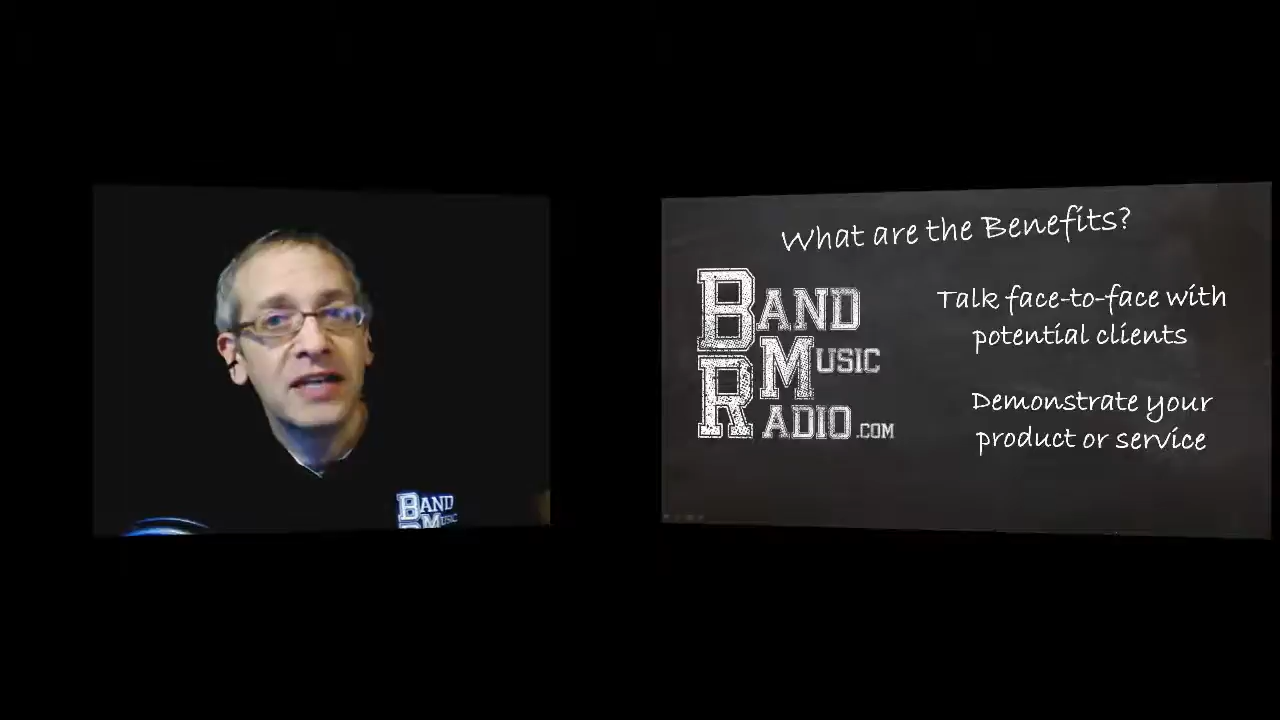 What are the Benefits?
BAND
MUSIC
RADIO.COM
Talk face-to-face with
potential clients
Demonstrate your
product or service
BAND
MUSIC